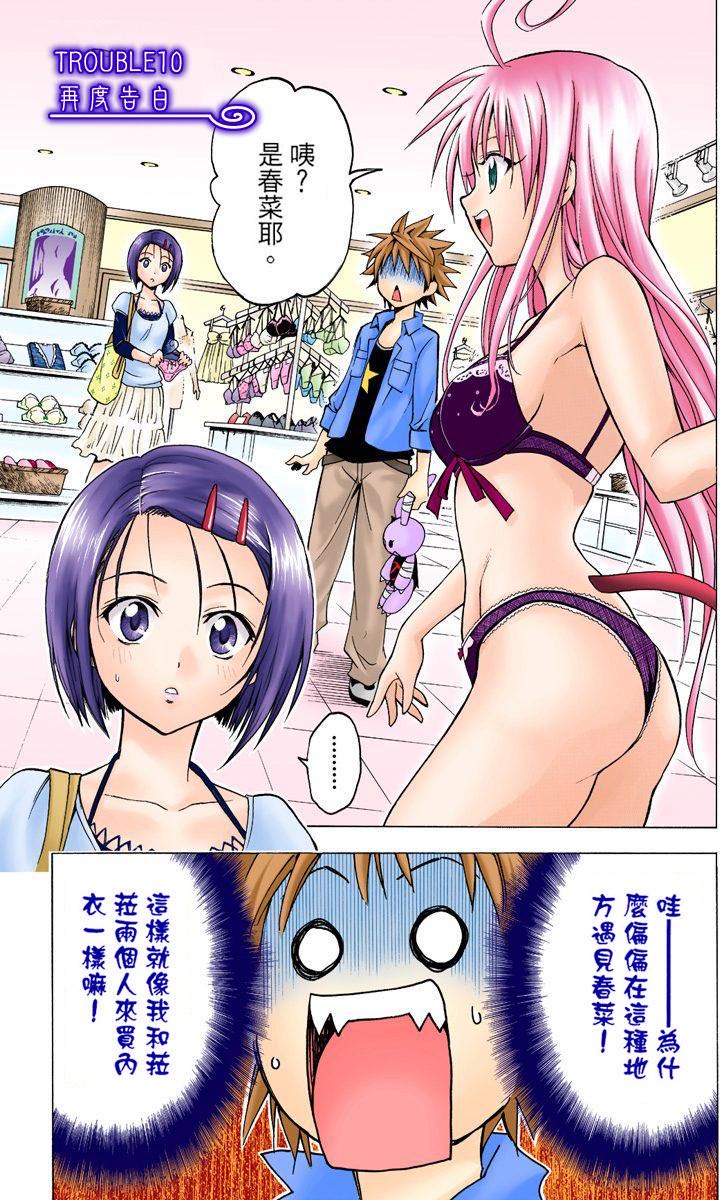 TROUBLE10
再度告白
咦？
是春菜耶。
………
哇——為什
麼偏偏在這種地
方遇見春菜！
這樣就像我和菈
菈兩個人來買內
衣一樣嘛！